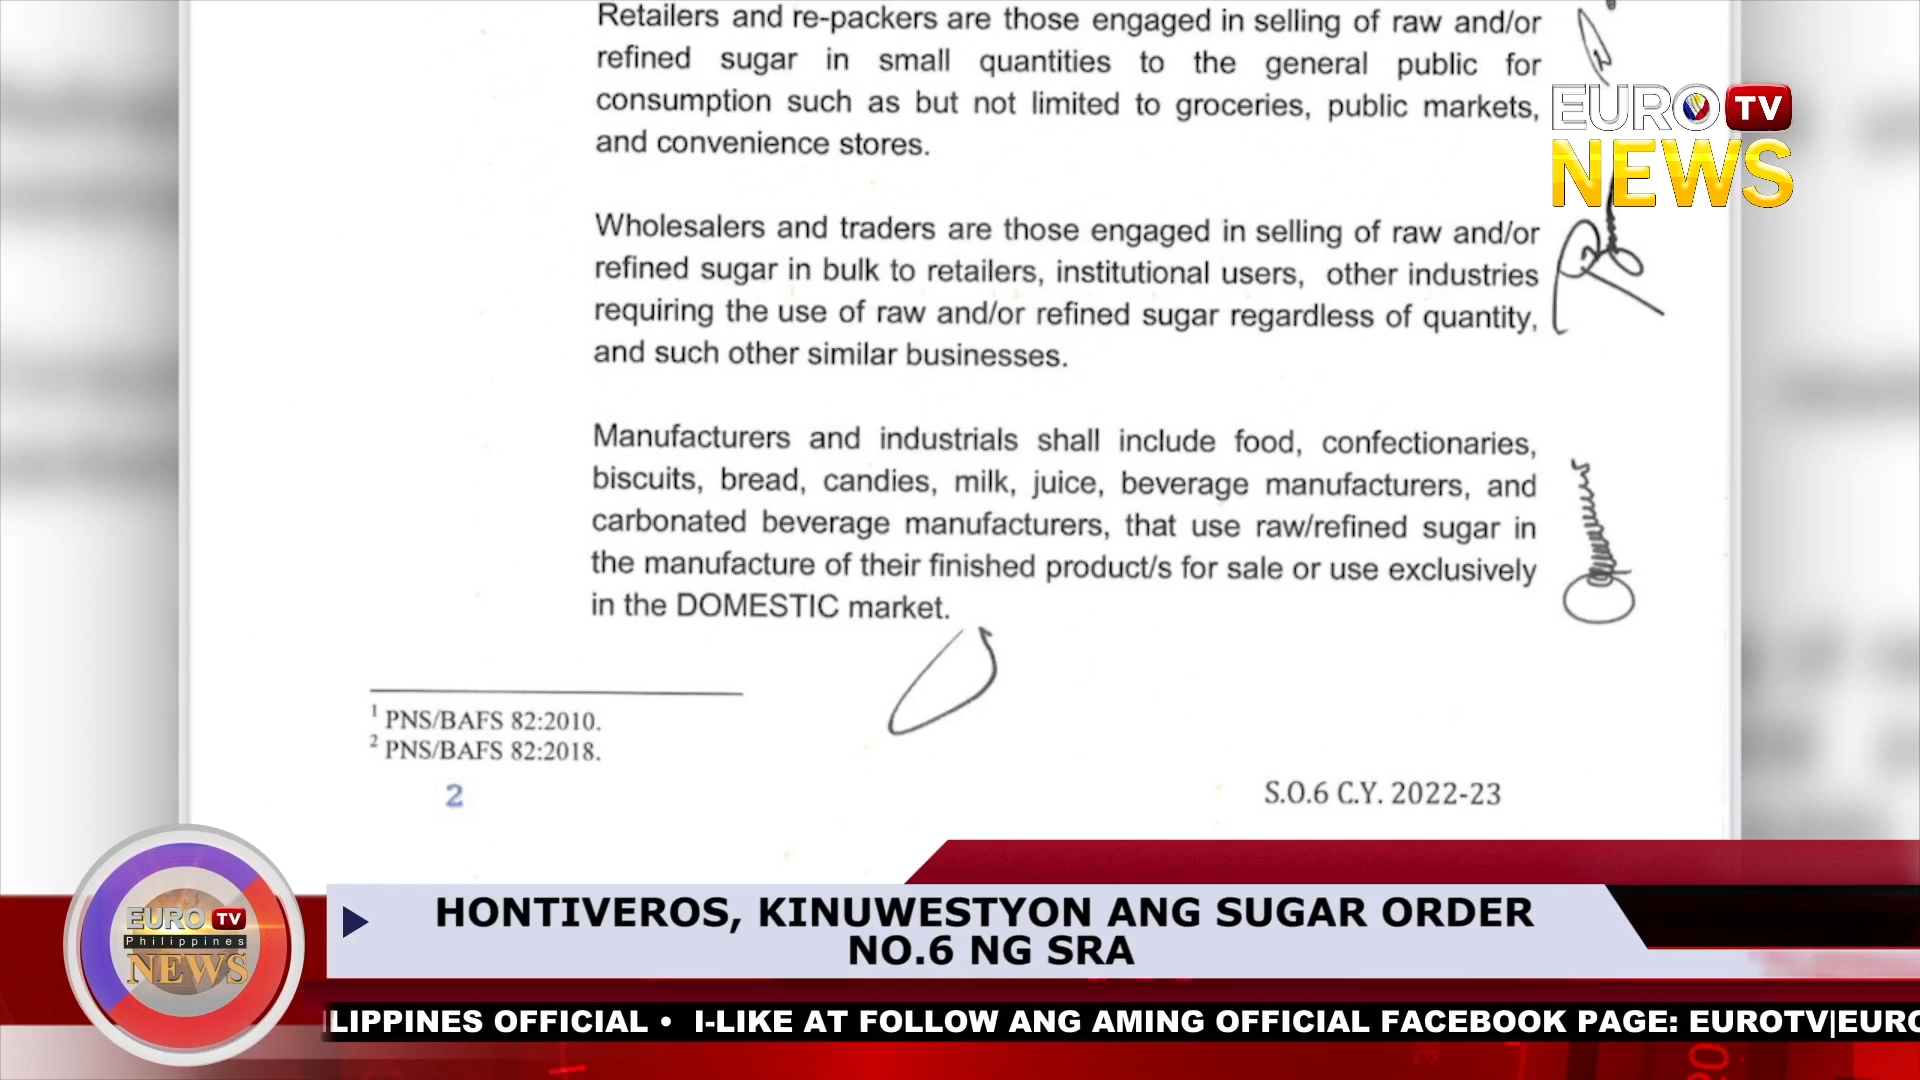 Retailers and re-packers are those engaged in selling of raw and/or
refined sugar in small quantities to the general public for
consumption such as but not limited to groceries, public markets,
and convenience stores.
EURO TV
NEWS
Wholesalers and traders are those engaged in selling of raw and/or
refined sugar in bulk to retailers, institutional users, other industries
requiring the use of raw and/or refined sugar regardless of quantity,
and such other similar businesses.
Manufacturers and industrials shall include food, confectionaries,
biscuits, bread, candies, milk, juice, beverage manufacturers, and
carbonated beverage manufacturers, that use raw/refined sugar in
the manufacture of their finished product/s for sale or use exclusively
in the DOMESTIC market.
1 PNS/BAFS 82:2010.
2 PNS/BAFS 82:2018.
2
S.O.6 C.Y. 2022-23
EURO TV
Philippines
NEWS
HONTIVEROS, KINUWESTYON ANG SUGAR ORDER
NO.6 NG SRA
LIPPINES OFFICIAL • I-LIKE AT FOLLOW ANG AMING OFFICIAL FACEBOOK PAGE: EUROTV|EURO